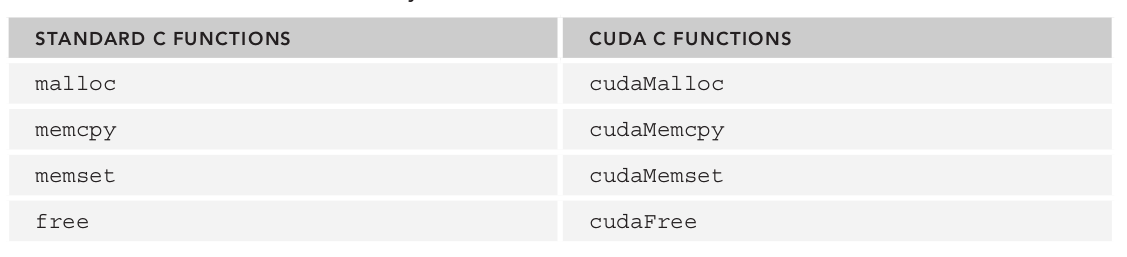 STANDARD C FUNCTIONS CUDA C FUNCTIONS
malloc cudaMalloc
memcpy cudaMemcpy
memset cudaMemset
free cudaFree